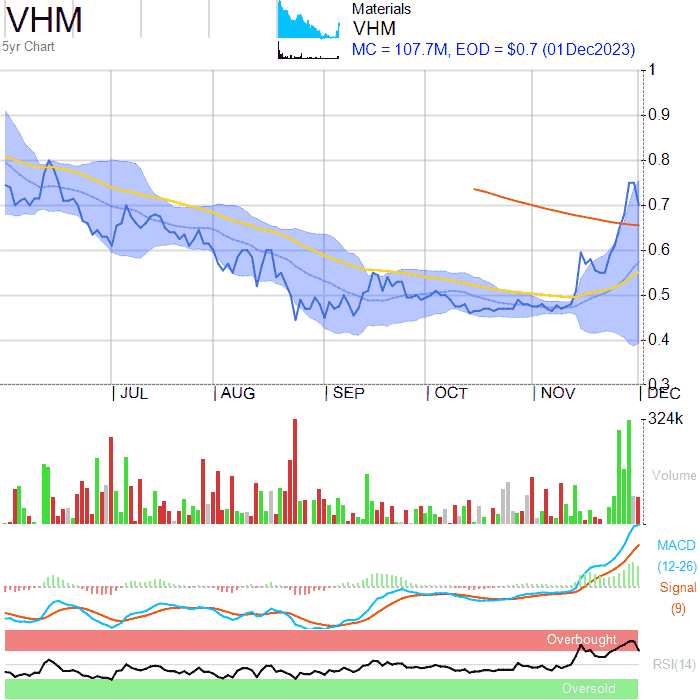 VHM
5yr Chart
Materials
VHM
MC = 107.7M, EOD = $0.7 (01Dec2023)
1
0.9
0.8
0.7
0.6
0.5
0.4
0.3
JUL
AUG
SEP
OCT
NOV
DEC
324k
Volume
MACD
(12-26)
Signal
(9)
Overbought
RSI(14)
Oversold